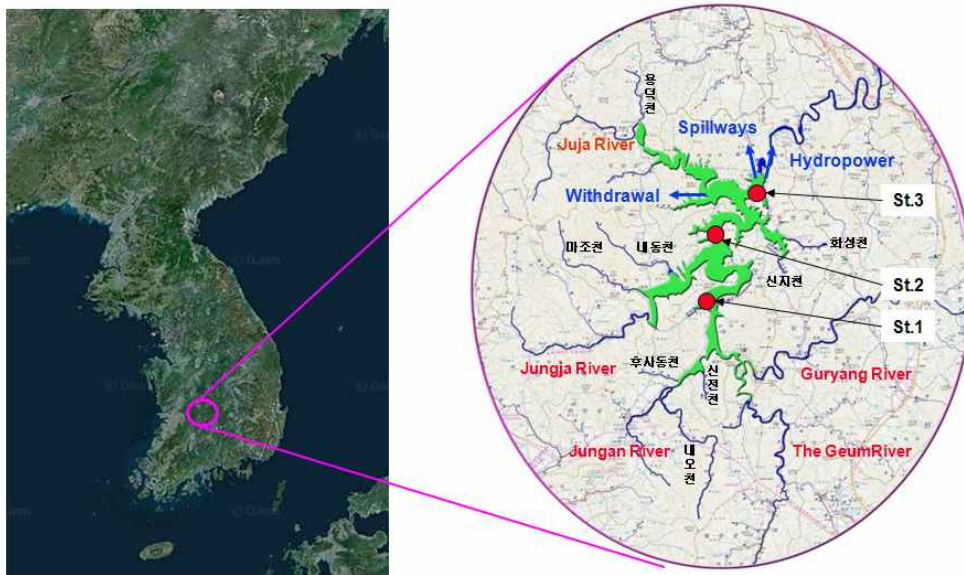 용덕천
Spillways
Juja River
Hydropower
Withdrawal
St.3
마조천
내동천
화성천
신지천
St.2
St.1
후사동천
신전천
Jungja River
Guryang River
Jungan River
내오천
The GeumRiver